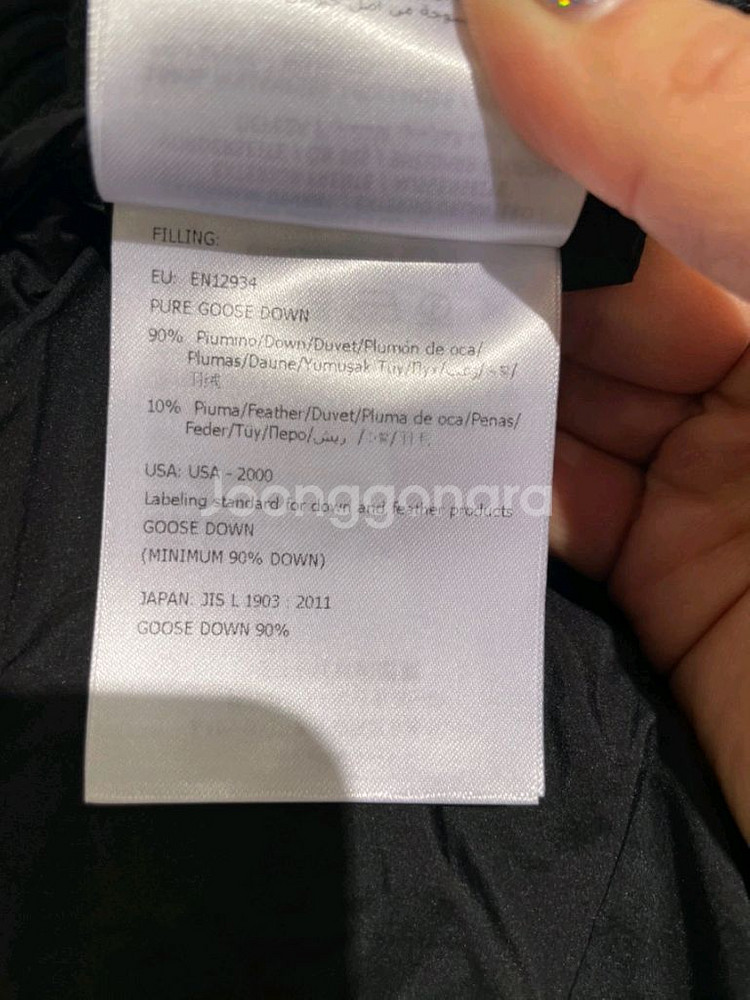 FILLING:
EU: EN12934
PURE GOOSE DOWN
90% Piumino/Down/Duvet/Plumón de oca/
Plumas/Daune/Yumuşak Tüy/Пух/
10% Piuma/Feather/Duvet/Pluma de oca/Penas/
Feder/Tüy/Перо/ريش/
USA: USA - 2000
Labeling standard for down and feather products
GOOSE DOWN
(MINIMUM 90% DOWN)
JAPAN: JIS L 1903 : 2011
GOOSE DOWN 90%
Joonggonara